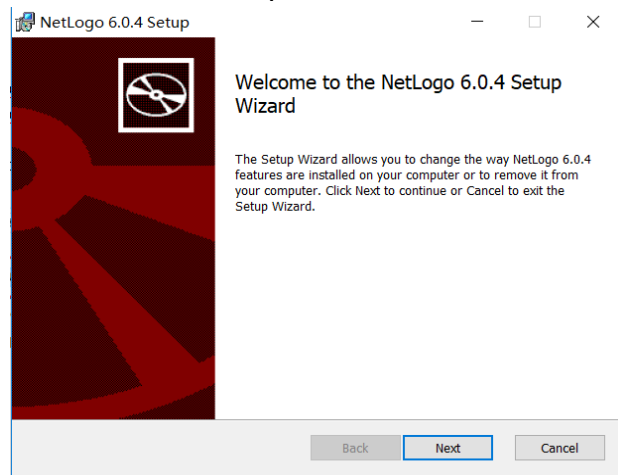 NetLogo 6.0.4 Setup
Welcome to the NetLogo 6.0.4 Setup
Wizard
The Setup Wizard allows you to change the way NetLogo 6.0.4
features are installed on your computer or to remove it from
your computer. Click Next to continue or Cancel to exit the
Setup Wizard.
Back Next Cancel